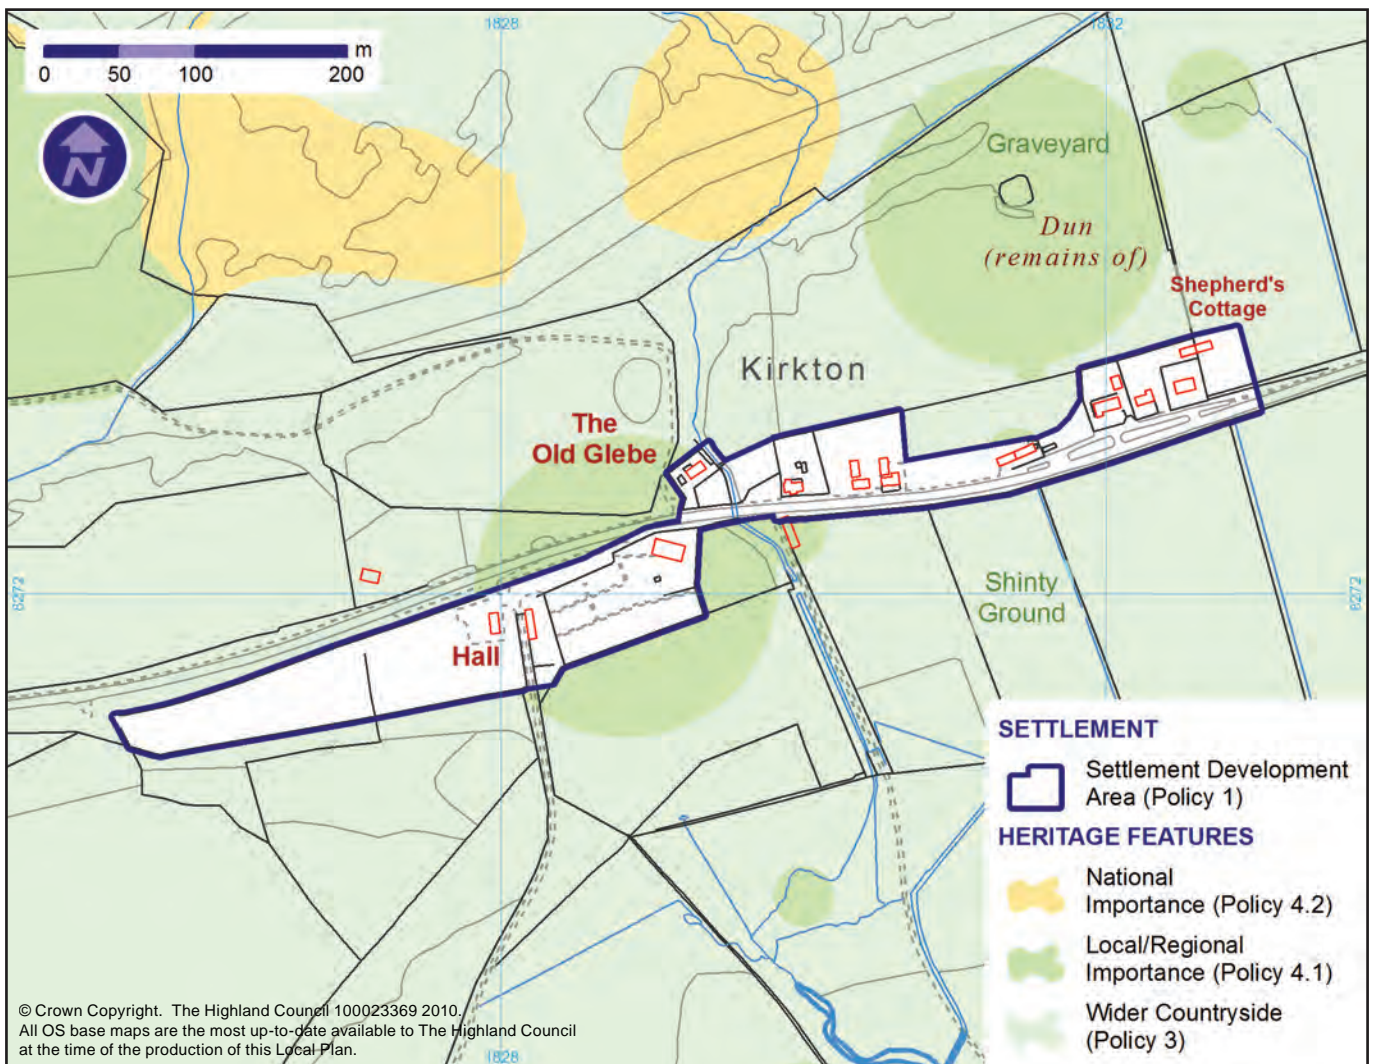 1828
1832
m
0 50 100 200
N
Graveyard
Dun
(remains of)
Shepherd's
Cottage
Kirkton
The
Old Glebe
8272
8272
Shinty
Ground
Hall
SETTLEMENT
Settlement Development
Area (Policy 1)
HERITAGE FEATURES
National
Importance (Policy 4.2)
Local/Regional
Importance (Policy 4.1)
Wider Countryside
(Policy 3)
© Crown Copyright. The Highland Council 100023369 2010.
All OS base maps are the most up-to-date available to The Highland Council
at the time of the production of this Local Plan.
1828